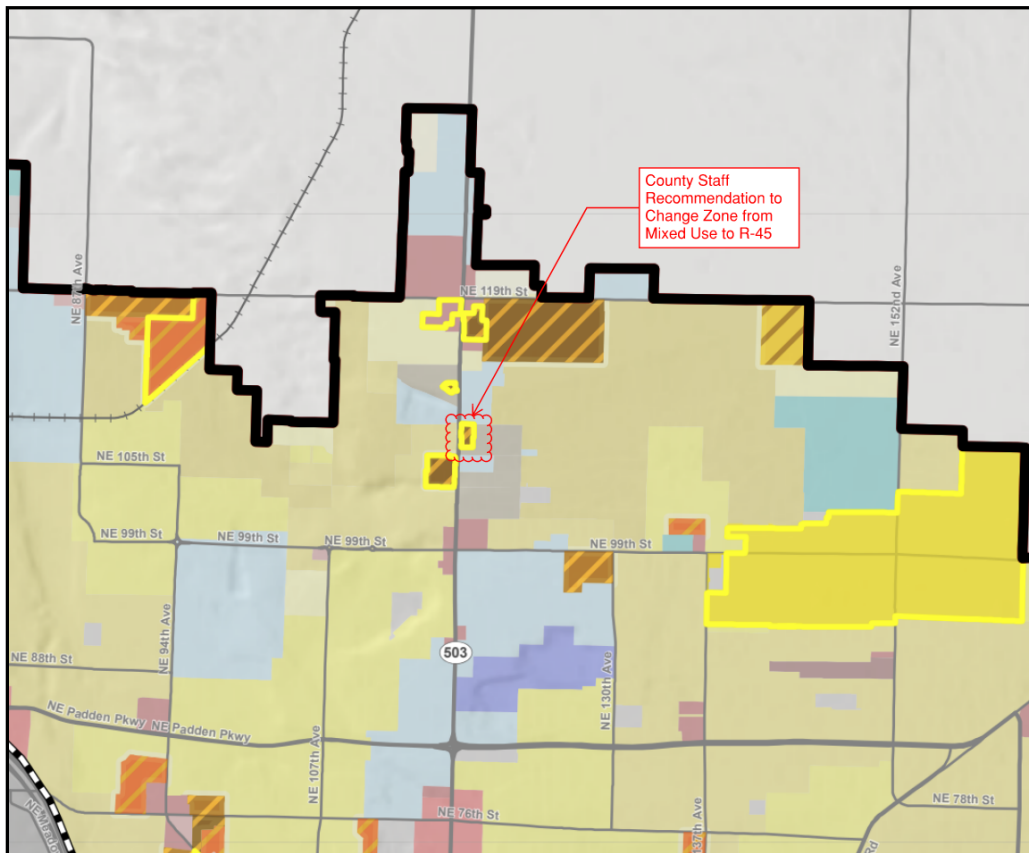 County Staff
Recommendation to
Change Zone from
Mixed Use to R-45
NE 87th Ave
NE 119th St
NE 152nd Ave
NE 105th St
NE 99th St
NE 99th St
NE 99th St
NE 94th Ave
NE 88th St
503
NE 130th Ave
NE Padden Pkwy
NE Padden Pkwy
NE 107th Ave
NE 76th St
NE 78th St
137th Ave
Rd